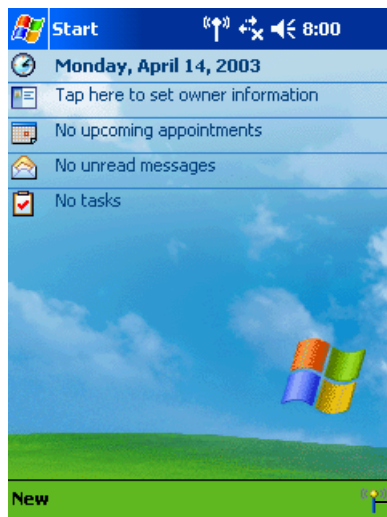 Start 8:00
Monday, April 14, 2003
Tap here to set owner information
No upcoming appointments
No unread messages
No tasks
New